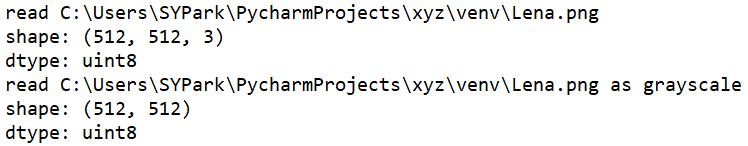 read C:\Users\SYPark\PycharmProjects\xyz\venv\Lena.png
shape: (512, 512, 3)
dtype: uint8
read C:\Users\SYPark\PycharmProjects\xyz\venv\Lena.png as grayscale
shape: (512, 512)
dtype: uint8